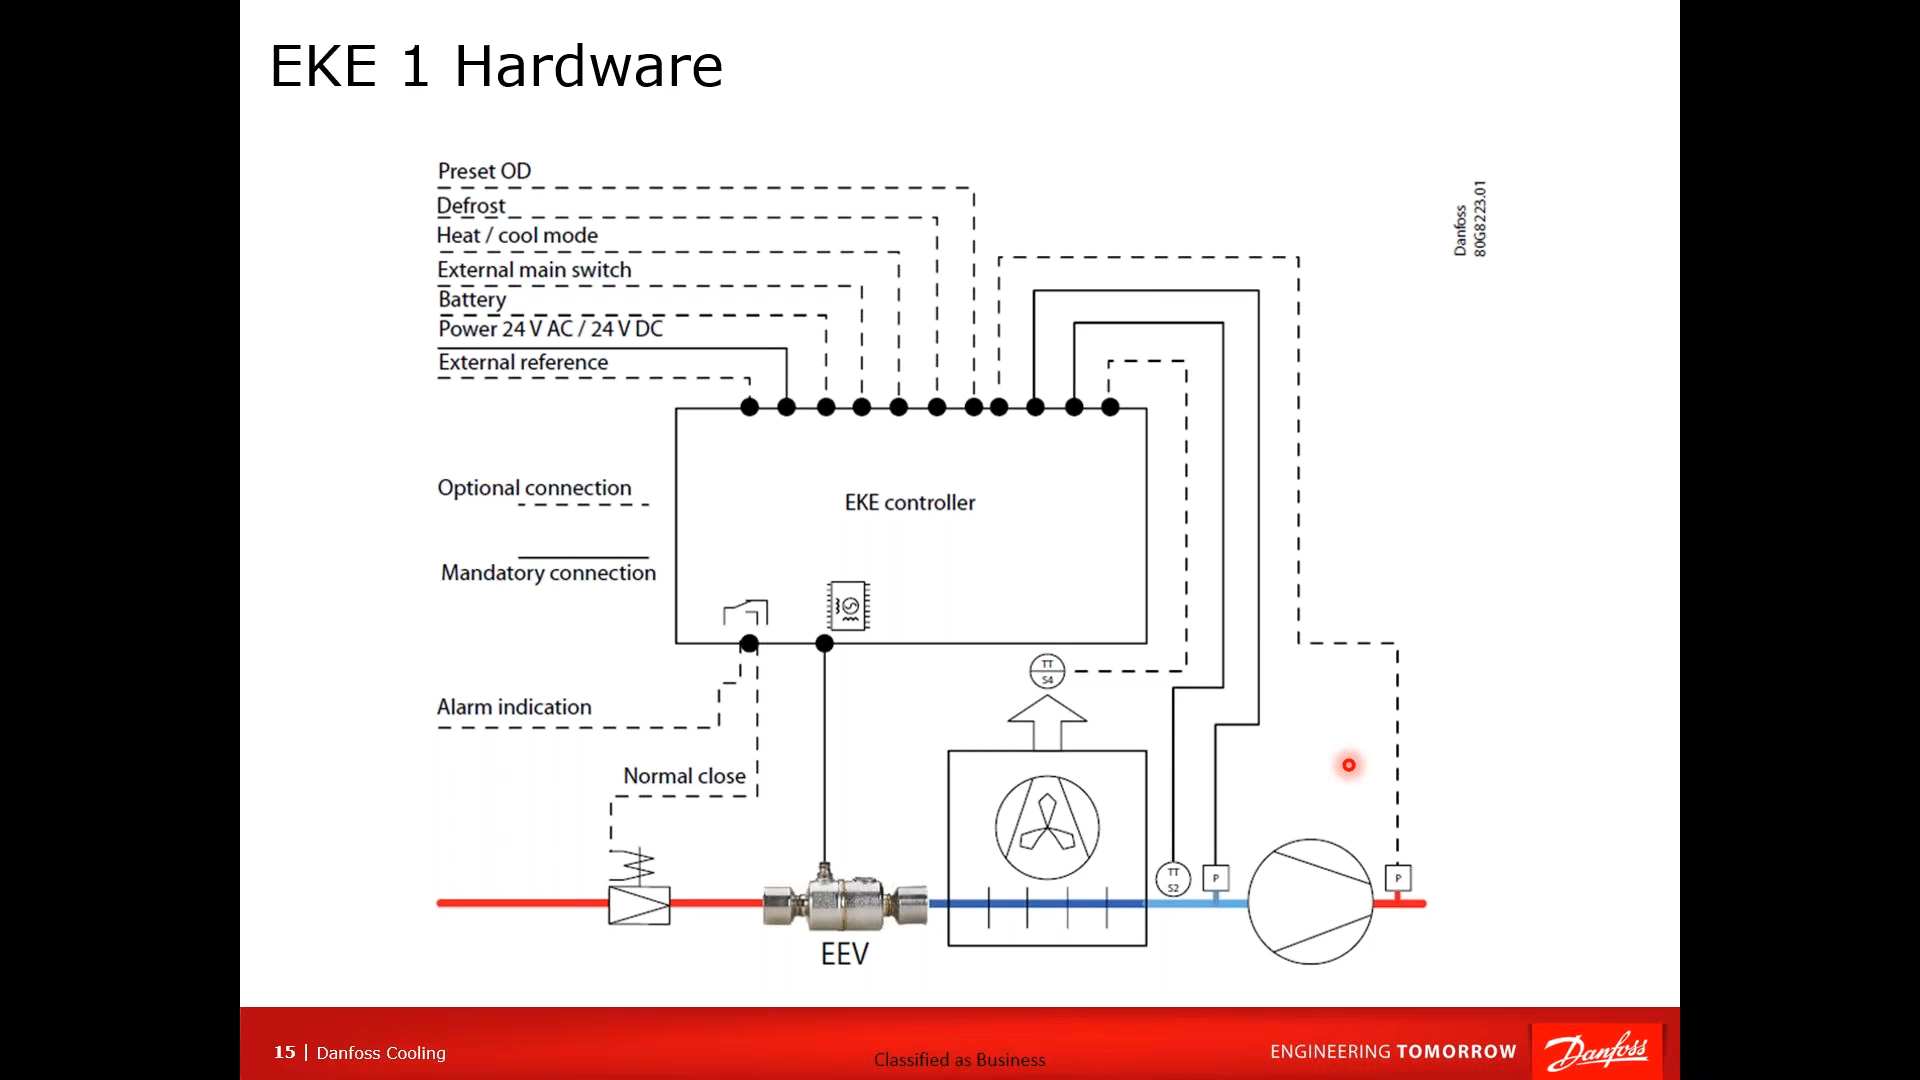 EKE 1 Hardware
Preset OD
Defrost
Heat / cool mode
External main switch
Battery
Power 24 V AC / 24 V DC
External reference
Danfoss
80G8223.01
Optional connection
EKE controller
Mandatory connection
TT
S4
Alarm indication
Normal close
TT
S2
P
P
EEV
15 | Danfoss Cooling
Classified as Business
ENGINEERING TOMORROW
Danfoss